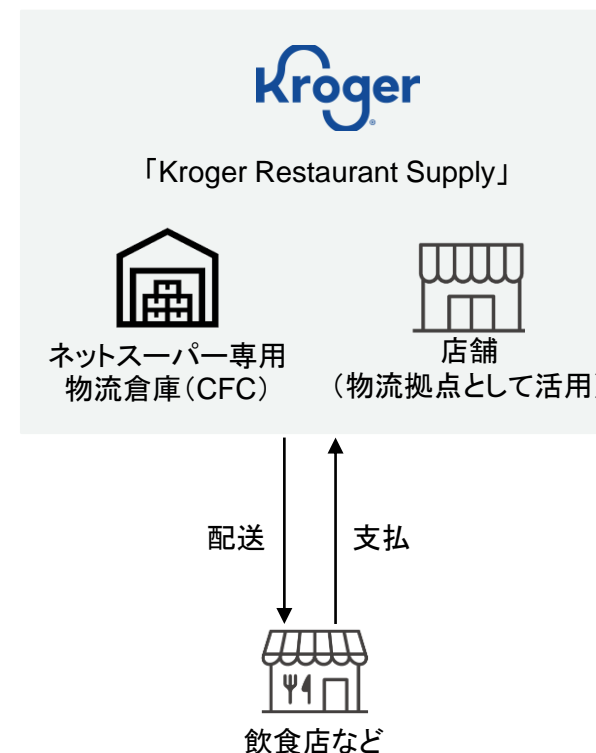 Kroger
「Kroger Restaurant Supply」
ネットスーパー専用
物流倉庫（CFC）
店舗
（物流拠点として活用）
配送
支払
飲食店など